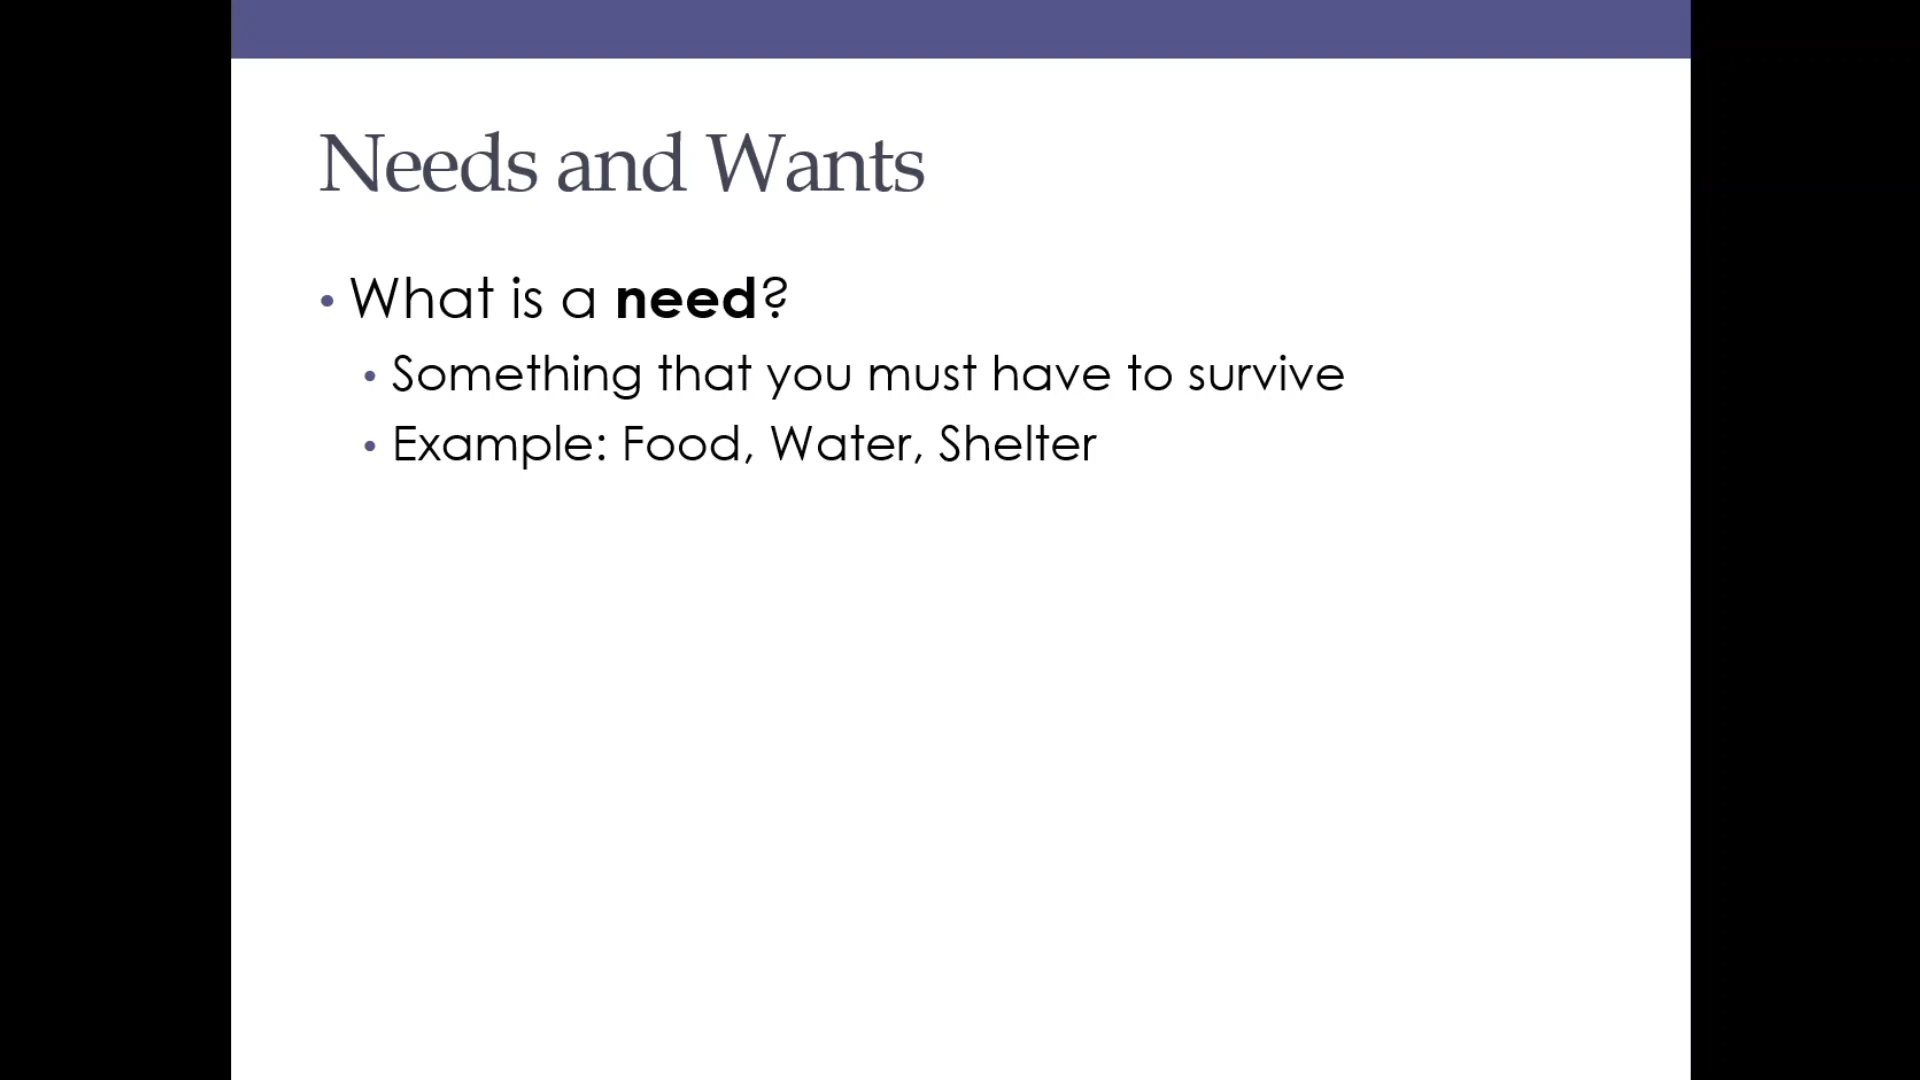 Needs and Wants
• What is a need?
• Something that you must have to survive
• Example: Food, Water, Shelter